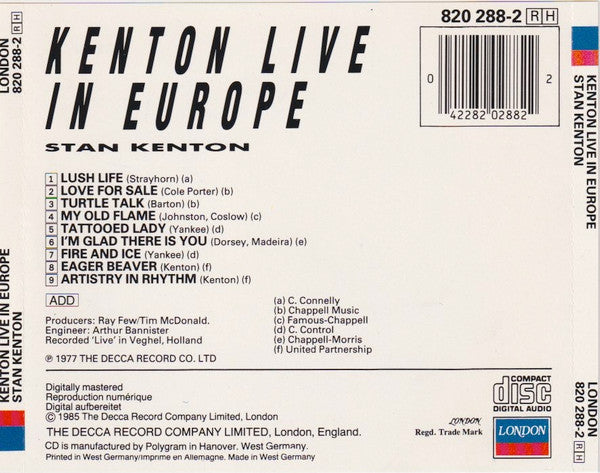 LONDON
820 288-2 RH
KENTON LIVE IN EUROPE
STAN KENTON
KENTON LIVE
IN EUROPE
STAN KENTON
820 288-2 RH
0 2
42282 02882
1 LUSH LIFE (Strayhorn) (a)
2 LOVE FOR SALE (Cole Porter) (b)
3 TURTLE TALK (Barton) (b)
4 MY OLD FLAME (Johnston, Coslow) (c)
5 TATTOOED LADY (Yankee) (d)
6 I'M GLAD THERE IS YOU (Dorsey, Madeira) (e)
7 FIRE AND ICE (Yankee) (d)
8 EAGER BEAVER (Kenton) (f)
9 ARTISTRY IN RHYTHM (Kenton) (f)
ADD
Producers: Ray Few/Tim McDonald.
Engineer: Arthur Bannister
Recorded 'Live' in Veghel, Holland
℗ 1977 THE DECCA RECORD CO. LTD
(a) C. Connelly
(b) Chappell Music
(c) Famous-Chappell
(d) C. Control
(e) Chappell-Morris
(f) United Partnership
Digitally mastered
Reproduction numérique
Digital aufbereitet
© 1985 The Decca Record Company Limited, London
THE DECCA RECORD COMPANY LIMITED, London, England.
CD is manufactured by Polygram in Hanover. West Germany.
Printed in West Germany/Imprimé en Allemagne. Made in West Germany
LONDON
Regd. Trade Mark
COMPACT
disc
DIGITAL AUDIO
LONDON
KENTON LIVE IN EUROPE
STAN KENTON
LONDON
820 288-2 RH